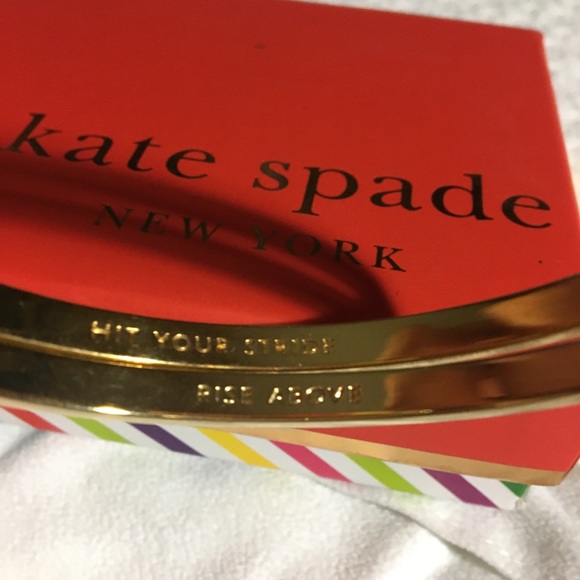 kate spade
NEW YORK
HIT YOUR STRIDE
RISE ABOVE